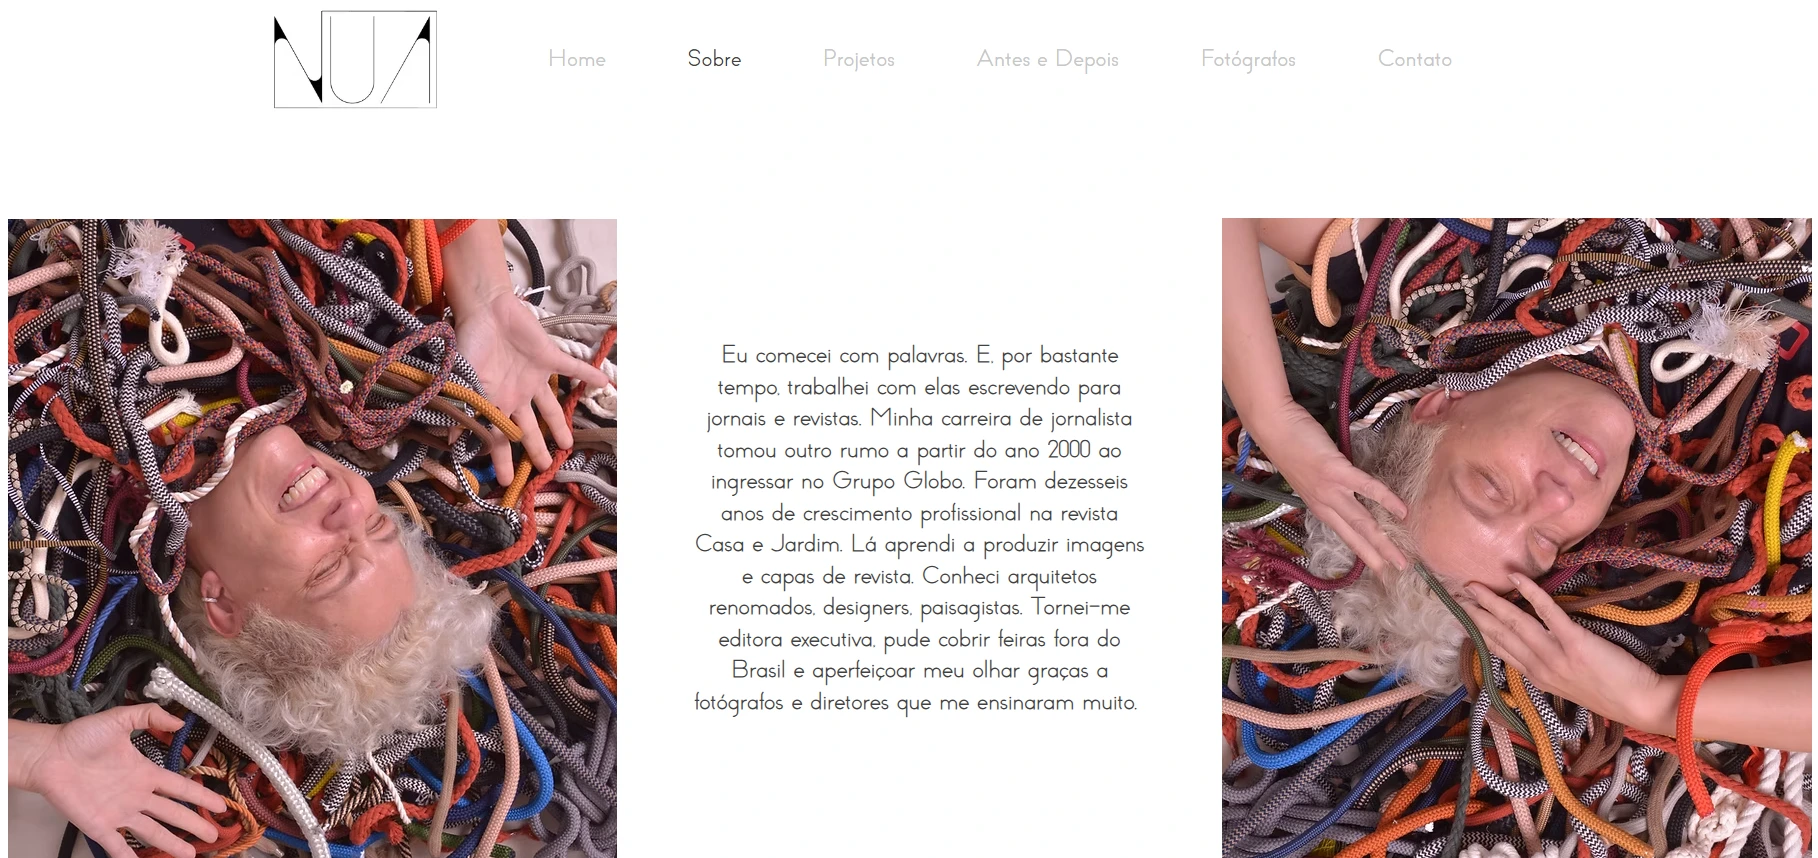 NUA
Home
Sobre
Projetos
Antes e Depois
Fotógrafos
Contato
Eu comecei com palavras. E, por bastante
tempo, trabalhei com elas escrevendo para
jornais e revistas. Minha carreira de jornalista
tomou outro rumo a partir do ano 2000 ao
ingressar no Grupo Globo. Foram dezesseis
anos de crescimento profissional na revista
Casa e Jardim. Lá aprendi a produzir imagens
e capas de revista. Conheci arquitetos
renomados, designers, paisagistas. Tornei-me
editora executiva, pude cobrir feiras fora do
Brasil e aperfeiçoar meu olhar graças a
fotógrafos e diretores que me ensinaram muito.